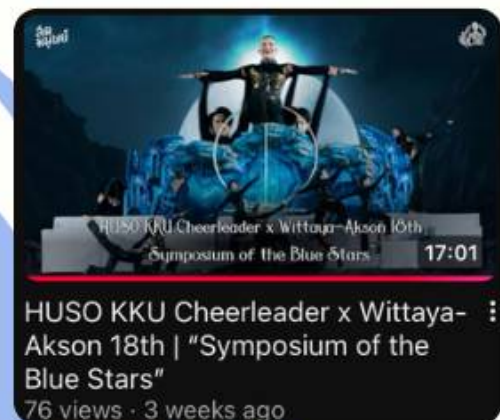 HUSO KKU Cheerleader x Wittaya-Akson 18th
Symposium of the Blue Stars
17:01
HUSO KKU Cheerleader x Wittaya-
Akson 18th | “Symposium of the
Blue Stars”
76 views · 3 weeks ago